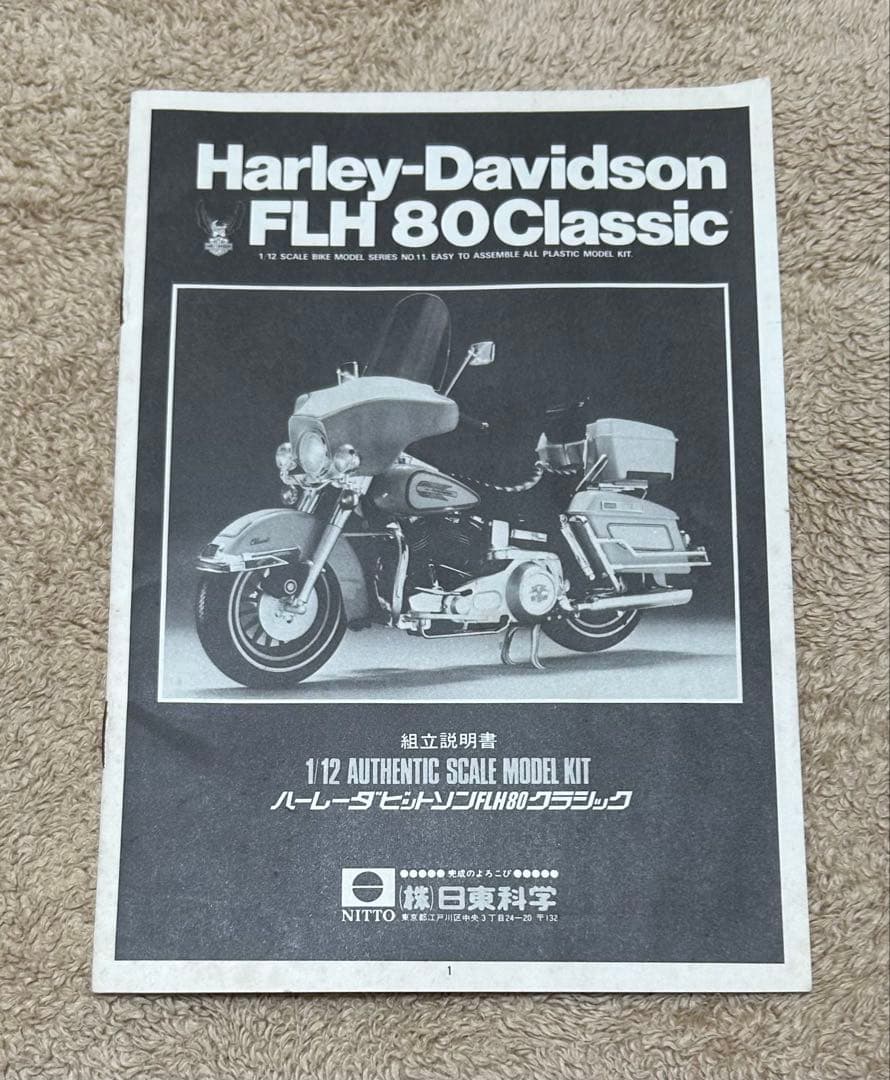 Harley-Davidson
FLH 80 Classic
1/12 SCALE BIKE MODEL SERIES NO.11. EASY TO ASSEMBLE ALL PLASTIC MODEL KIT.
Classic
組立説明書
1/12 AUTHENTIC SCALE MODEL KIT
ハーレーダビットソンFLH80クラシック
●●●●● 完成のよろこび ●●●●●
(株)日東科学
NITTO
東京都江戸川区中央3丁目24-20 〒132
1